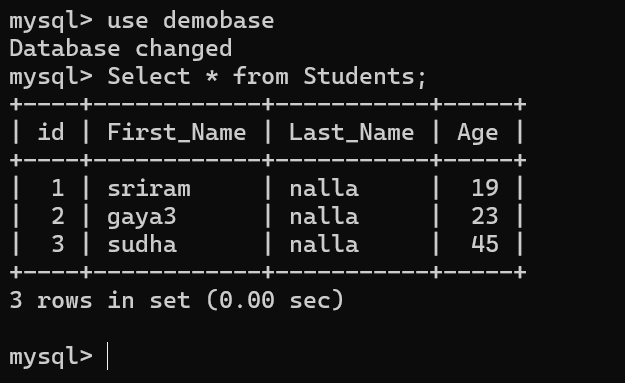 mysql> use demobase
Database changed
mysql> Select * from Students;
+----+------------+-----------+-----+
| id | First_Name | Last_Name | Age |
+----+------------+-----------+-----+
|  1 | sriram     | nalla     |  19 |
|  2 | gaya3      | nalla     |  23 |
|  3 | sudha      | nalla     |  45 |
+----+------------+-----------+-----+
3 rows in set (0.00 sec)
mysql>